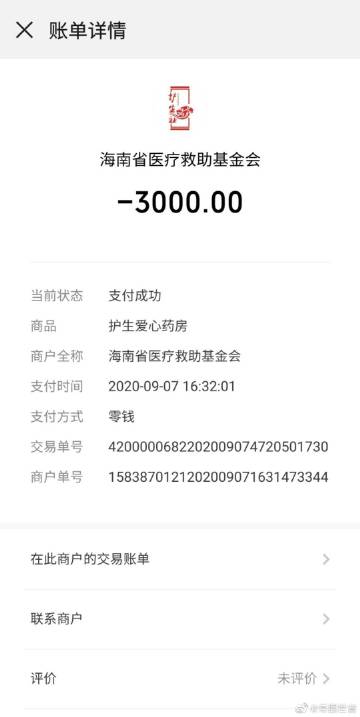 账单详情
海南省医疗救助基金会
-3000.00
当前状态 支付成功
商品 护生爱心药房
商户全称 海南省医疗救助基金会
支付时间 2020-09-07 16:32:01
支付方式 零钱
交易单号 4200000682202009074720501730
商户单号 1583870121202009071631473344
在此商户的交易账单
联系商户
评价 未评价